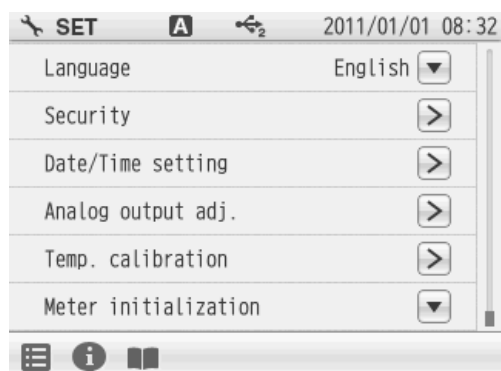 SET A 2 2011/01/01 08:32
Language English
Security
Date/Time setting
Analog output adj.
Temp. calibration
Meter initialization